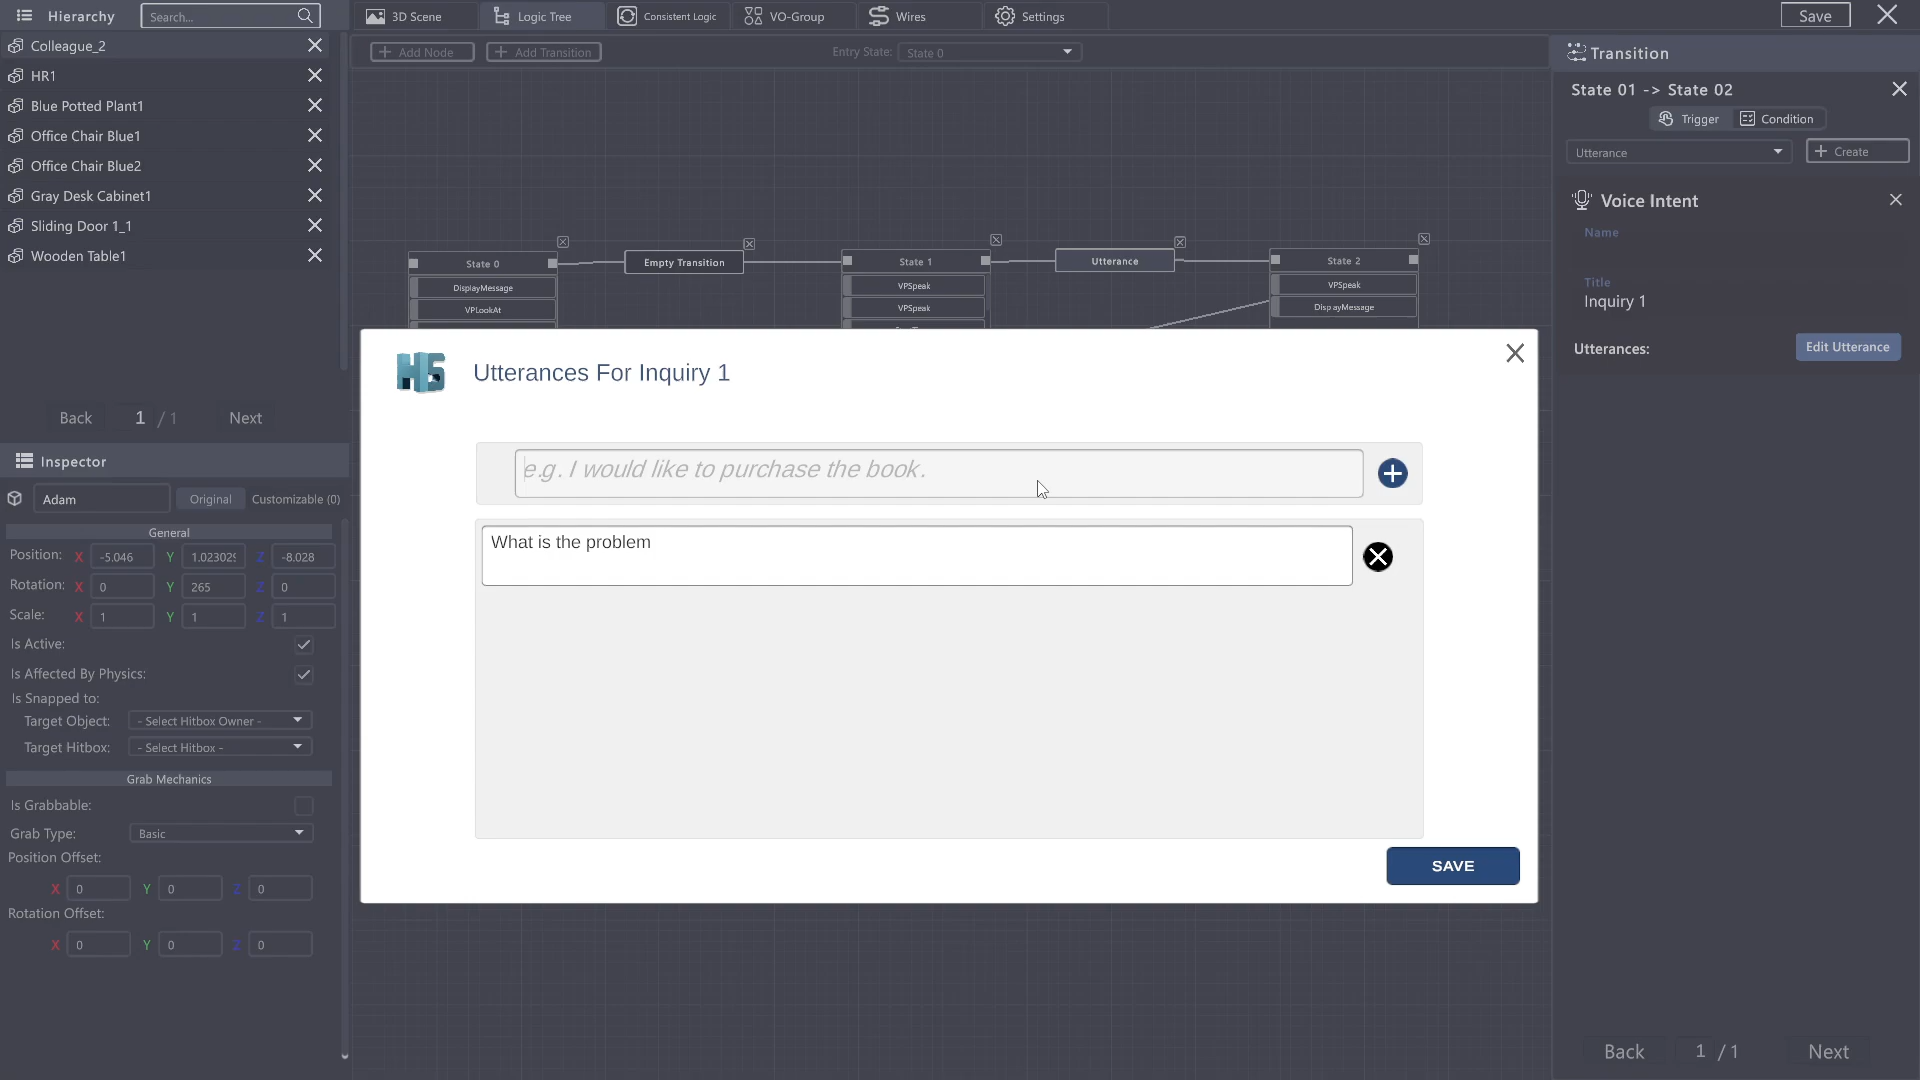 Hierarchy
Search...
3D Scene
Logic Tree
Consistent Logic
VO-Group
Wires
Settings
Save
Colleague_2
HR1
Blue Potted Plant1
Office Chair Blue1
Office Chair Blue2
Gray Desk Cabinet1
Sliding Door 1_1
Wooden Table1
Back 1 / 1 Next
Add Node
Add Transition
Entry State: State 0
State 0
DisplayMessage
VPLookAt
Empty Transition
State 1
VPSpeak
VPSpeak
Utterance
State 2
VPSpeak
DisplayMessage
Transition
State 01 -> State 02
Trigger
Condition
Utterance
Create
Voice Intent
Name
Title
Inquiry 1
Utterances:
Edit Utterance
Utterances For Inquiry 1
e.g. I would like to purchase the book.
What is the problem
SAVE
Inspector
Adam
Original
Customizable (0)
General
Position: X -5.046 Y 1.02302 Z -8.028
Rotation: X 0 Y 265 Z 0
Scale: X 1 Y 1 Z 1
Is Active:
Is Affected By Physics:
Is Snapped to:
Target Object: - Select Hitbox Owner -
Target Hitbox: - Select Hitbox -
Grab Mechanics
Is Grabbable:
Grab Type: Basic
Position Offset:
X 0 Y 0 Z 0
Rotation Offset:
X 0 Y 0 Z 0
Back 1 / 1 Next